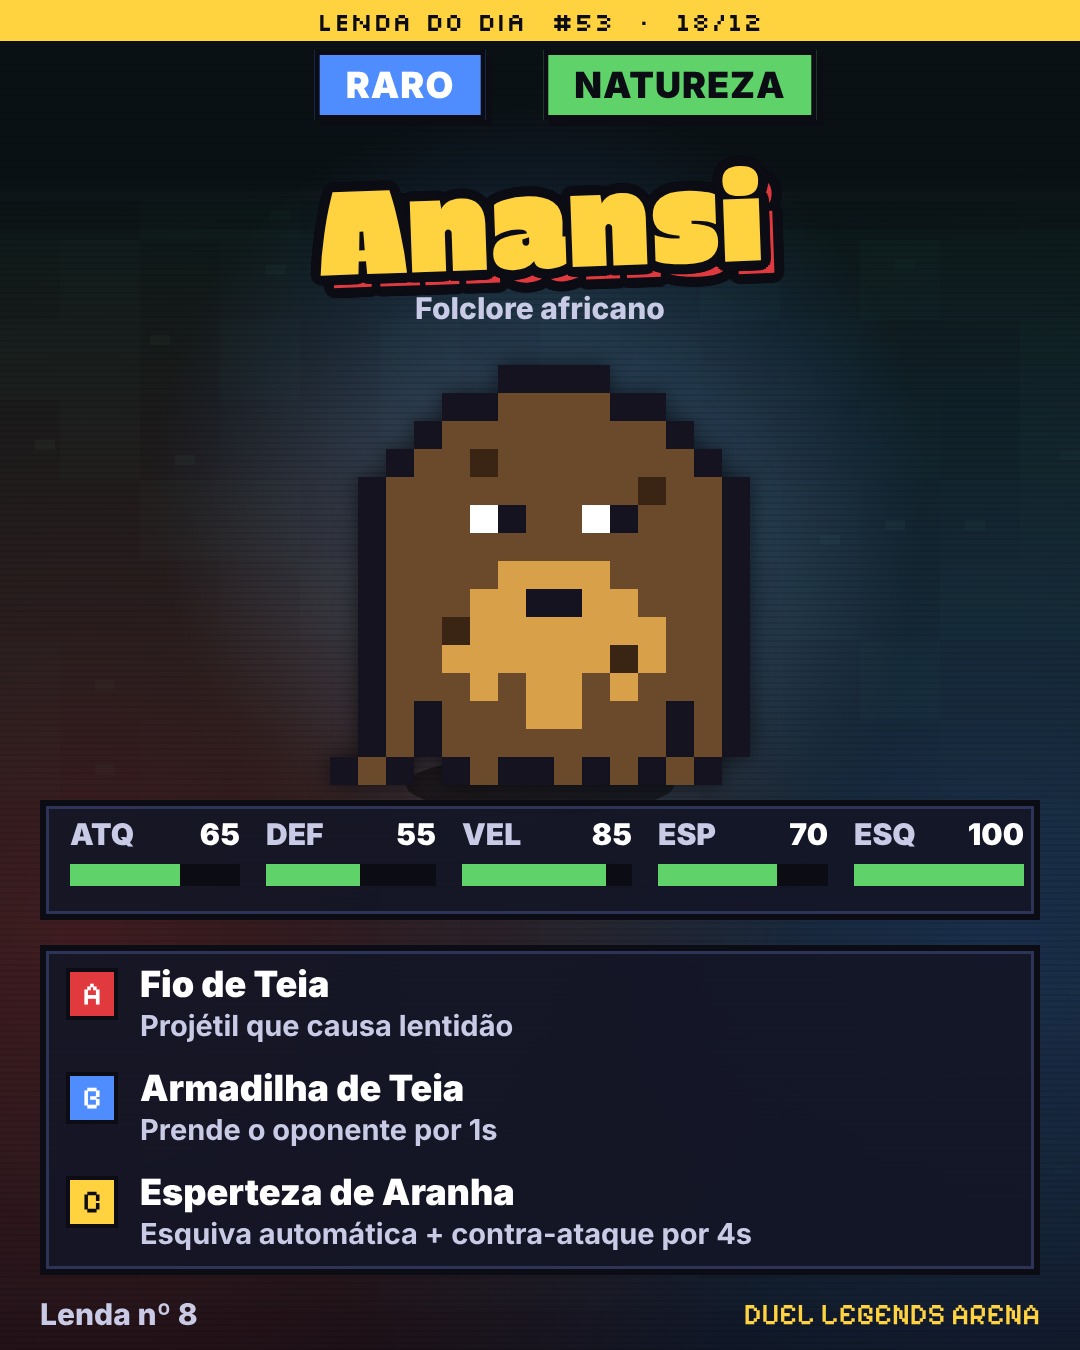 LENDA DO DIA #53 · 18/12
RARO
NATUREZA
Anansi
Folclore africano
ATQ 65 DEF 55 VEL 85 ESP 70 ESQ 100
A Fio de Teia
Projétil que causa lentidão
B Armadilha de Teia
Prende o oponente por 1s
C Esperteza de Aranha
Esquiva automática + contra-ataque por 4s
Lenda nº 8
DUEL LEGENDS ARENA